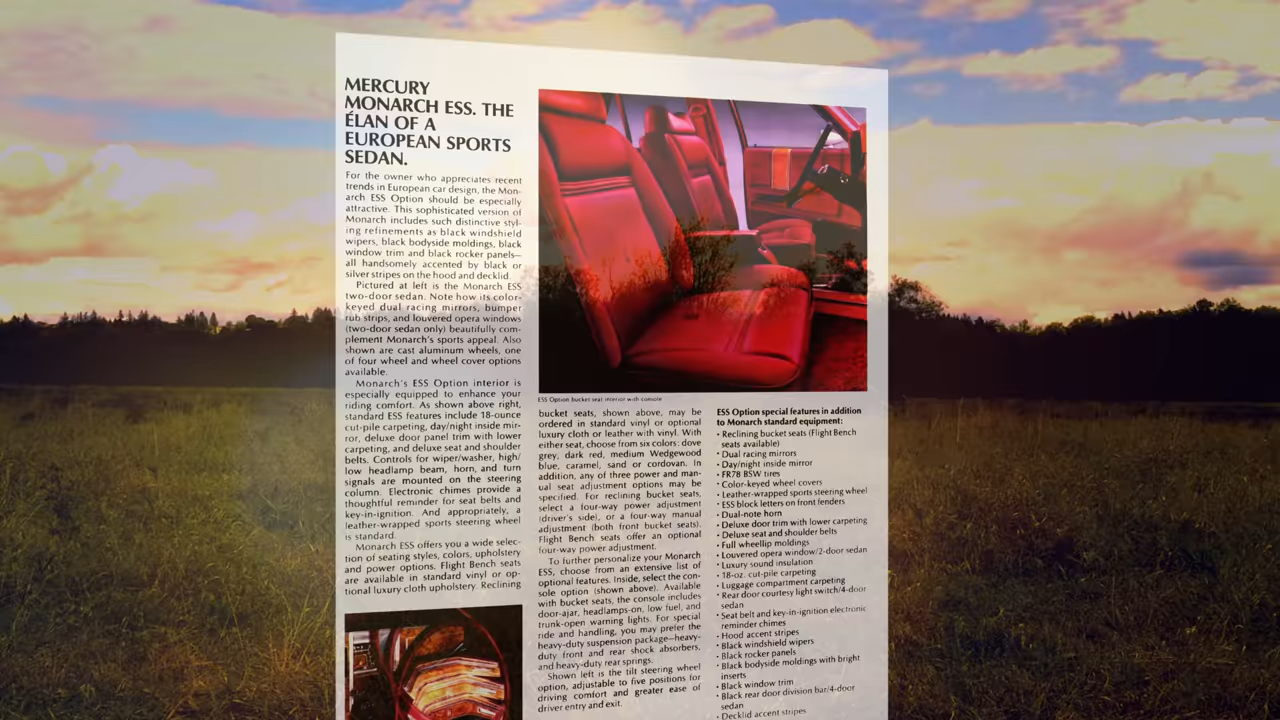 MERCURY
MONARCH ESS. THE
ÉLAN OF A
EUROPEAN SPORTS
SEDAN.
For the owner who appreciates recent
trends in European car design, the Mon-
arch ESS Option should be especially
attractive. This sophisticated version of
Monarch includes such distinctive styl-
ing refinements as black windshield
wipers, black bodyside moldings, black
window trim and black rocker panels—
all handsomely accented by black or
silver stripes on the hood and decklid.
Pictured at left is the Monarch ESS
two-door sedan. Note how its color-
keyed dual racing mirrors, bumper
rub strips, and louvered opera windows
(two-door sedan only) beautifully com-
plement Monarch's sports appeal. Also
shown are cast aluminum wheels, one
of four wheel and wheel cover options
available.
Monarch's ESS Option interior is
especially equipped to enhance your
riding comfort. As shown above right,
standard ESS features include 18-ounce
cut-pile carpeting, day/night inside mir-
ror, deluxe door panel trim with lower
carpeting, and deluxe seat and shoulder
belts. Controls for wiper/washer, high/
low headlamp beam, horn, and turn
signals are mounted on the steering
column. Electronic chimes provide a
thoughtful reminder for seat belts and
key-in-ignition. And appropriately, a
leather-wrapped sports steering wheel
is standard.
Monarch ESS offers you a wide selec-
tion of seating styles, colors, upholstery
and power options. Flight Bench seats
are available in standard vinyl or op-
tional luxury cloth upholstery. Reclining
ESS Option bucket seat interior with console
bucket seats, shown above, may be
ordered in standard vinyl or optional
luxury cloth or leather with vinyl. With
either seat, choose from six colors: dove
grey, dark red, medium Wedgewood
blue, caramel, sand or cordovan. In
addition, any of three power and man-
ual seat adjustment options may be
specified. For reclining bucket seats,
select a four-way power adjustment
(driver's side), or a four-way manual
adjustment (both front bucket seats).
Flight Bench seats offer an optional
four-way power adjustment.
To further personalize your Monarch
ESS, choose from an extensive list of
optional features. Inside, select the con-
sole option (shown above). Available
with bucket seats, the console includes
door-ajar, headlamps-on, low fuel, and
trunk-open warning lights. For special
ride and handling, you may prefer the
heavy-duty suspension package—heavy-
duty front and rear shock absorbers,
and heavy-duty rear springs.
Shown left is the tilt steering wheel
option, adjustable to five positions for
driving comfort and greater ease of
driver entry and exit.
ESS Option special features in addition
to Monarch standard equipment:
• Reclining bucket seats (Flight Bench
seats available)
• Dual racing mirrors
• Day/night inside mirror
• FR78 BSW tires
• Color-keyed wheel covers
• Leather-wrapped sports steering wheel
• ESS block letters on front fenders
• Dual-note horn
• Deluxe door trim with lower carpeting
• Deluxe seat and shoulder belts
• Full wheellip moldings
• Louvered opera window/2-door sedan
• Luxury sound insulation
• 18-oz. cut-pile carpeting
• Luggage compartment carpeting
• Rear door courtesy light switch/4-door
sedan
• Seat belt and key-in-ignition electronic
reminder chimes
• Hood accent stripes
• Black windshield wipers
• Black rocker panels
• Black bodyside moldings with bright
inserts
• Black window trim
• Black rear door division bar/4-door
sedan
• Decklid accent stripes